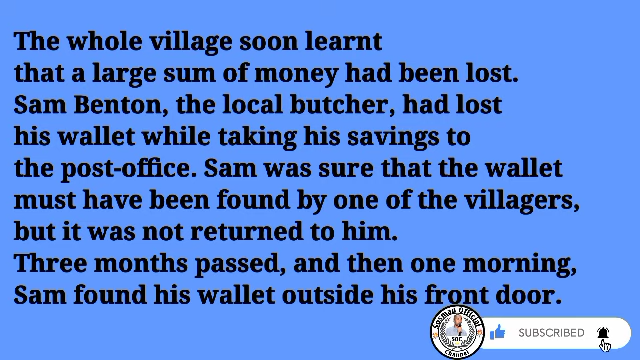 The whole village soon learnt
that a large sum of money had been lost.
Sam Benton, the local butcher, had lost
his wallet while taking his savings to
the post-office. Sam was sure that the wallet
must have been found by one of the villagers,
but it was not returned to him.
Three months passed, and then one morning,
Sam found his wallet outside his front door.
SUBSCRIBED